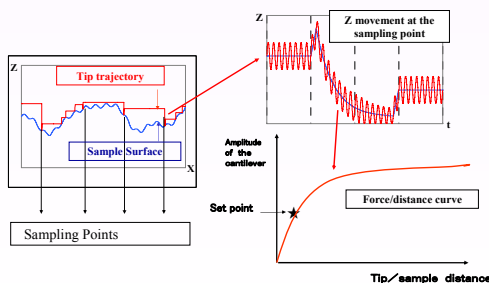 Z
Tip trajectory
Sample Surface
X
Sampling Points
Z
Z movement at the
sampling point
t
Amplitude
of the
cantilever
Set point
Force/distance curve
Tip／sample distance